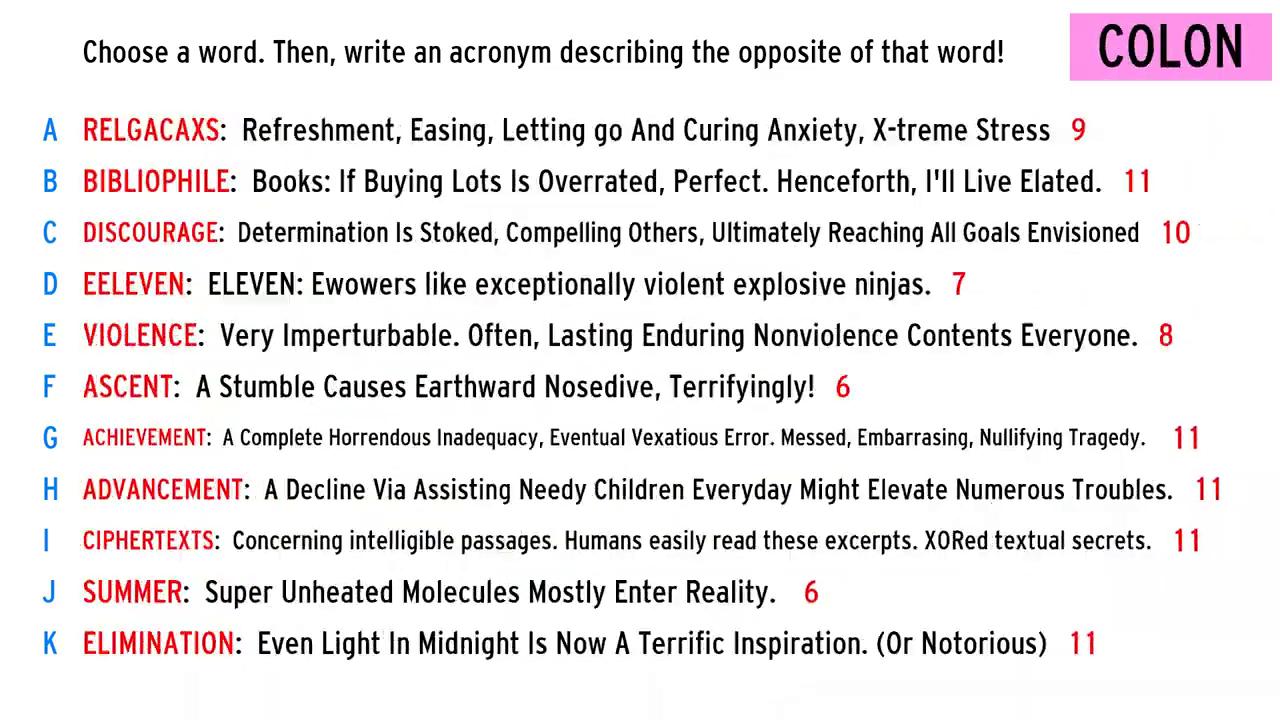 Choose a word. Then, write an acronym describing the opposite of that word!
COLON
A RELGACAXS: Refreshment, Easing, Letting go And Curing Anxiety, X-treme Stress 9
B BIBLIOPHILE: Books: If Buying Lots Is Overrated, Perfect. Henceforth, I'll Live Elated. 11
C DISCOURAGE: Determination Is Stoked, Compelling Others, Ultimately Reaching All Goals Envisioned 10
D EELEVEN: ELEVEN: Ewowers like exceptionally violent explosive ninjas. 7
E VIOLENCE: Very Imperturbable. Often, Lasting Enduring Nonviolence Contents Everyone. 8
F ASCENT: A Stumble Causes Earthward Nosedive, Terrifyingly! 6
G ACHIEVEMENT: A Complete Horrendous Inadequacy, Eventual Vexatious Error. Messed, Embarrasing, Nullifying Tragedy. 11
H ADVANCEMENT: A Decline Via Assisting Needy Children Everyday Might Elevate Numerous Troubles. 11
I CIPHERTEXTS: Concerning intelligible passages. Humans easily read these excerpts. XORed textual secrets. 11
J SUMMER: Super Unheated Molecules Mostly Enter Reality. 6
K ELIMINATION: Even Light In Midnight Is Now A Terrific Inspiration. (Or Notorious) 11